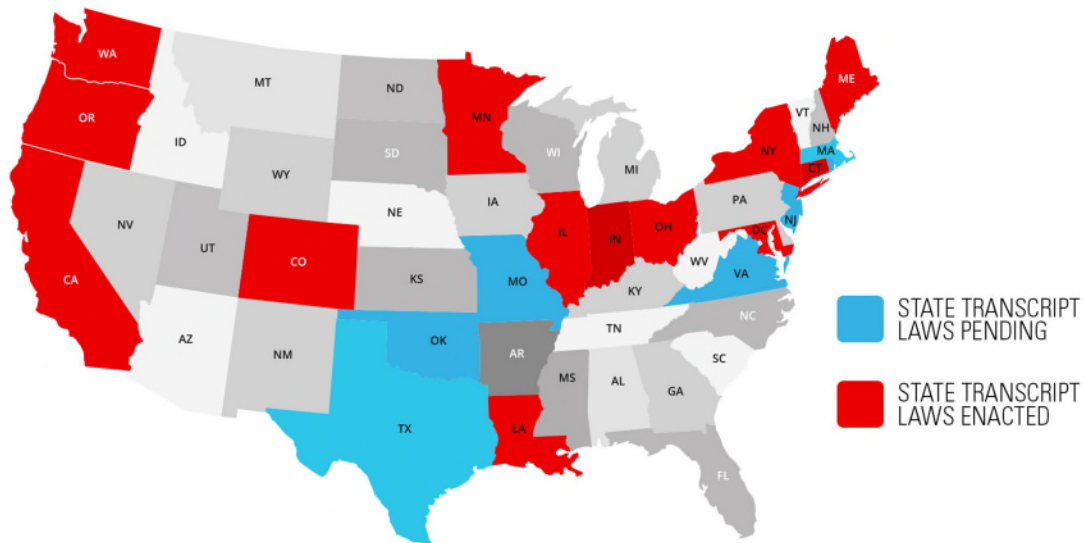 WA
ME
MT
ND
VT
MN
OR
NH
ID
SD
WI
NY
MA
MI
CT
WY
IA
PA
NE
NJ
NV
OH
DC
IL
IN
UT
CO
WV
VA
CA
KS
MO
KY
STATE TRANSCRIPT
LAWS PENDING
NC
TN
AZ
OK
NM
AR
SC
MS
AL
GA
STATE TRANSCRIPT
LAWS ENACTED
TX
LA
FL